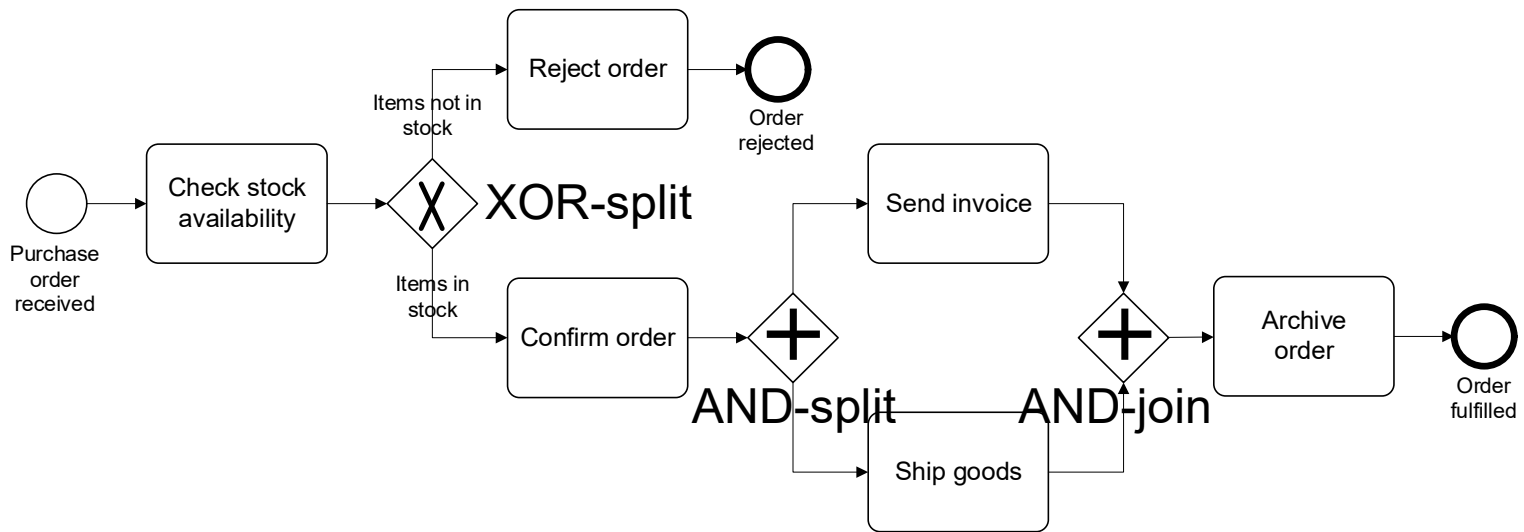 Reject order
Items not in
stock
Order
rejected
Check stock
availability
XOR-split
Send invoice
Purchase
order
received
Items in
stock
Confirm order
Archive
order
AND-split
AND-join
Order
fulfilled
Ship goods